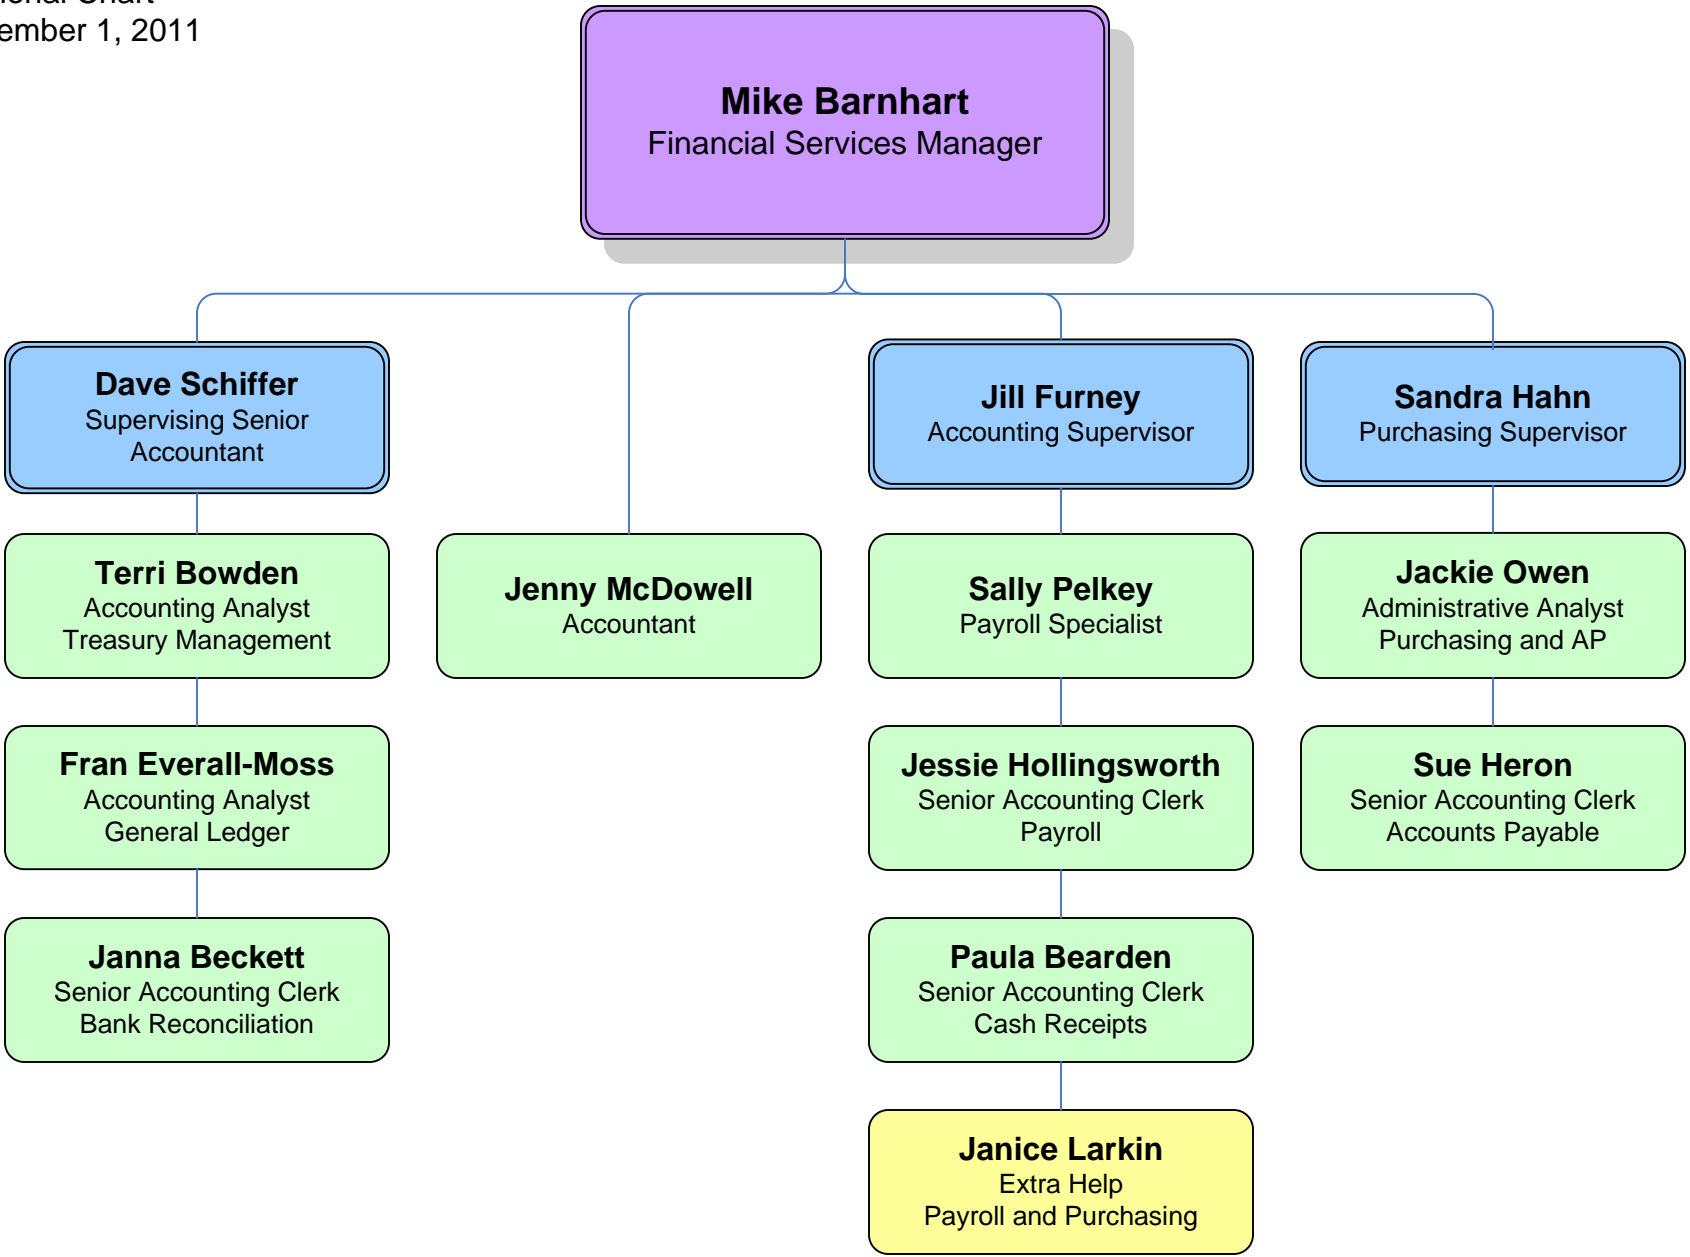 2011
Mike Barnhart
Financial Services Manager
Dave Schiffer
Supervising Senior
Accountant
Jill Furney
Accounting Supervisor
Sandra Hahn
Purchasing Supervisor
Terri Bowden
Accounting Analyst
Treasury Management
Jenny McDowell
Accountant
Sally Pelkey
Payroll Specialist
Jackie Owen
Administrative Analyst
Purchasing and AP
Fran Everall-Moss
Accounting Analyst
General Ledger
Jessie Hollingsworth
Senior Accounting Clerk
Payroll
Sue Heron
Senior Accounting Clerk
Accounts Payable
Janna Beckett
Senior Accounting Clerk
Bank Reconciliation
Paula Bearden
Senior Accounting Clerk
Cash Receipts
Janice Larkin
Extra Help
Payroll and Purchasing